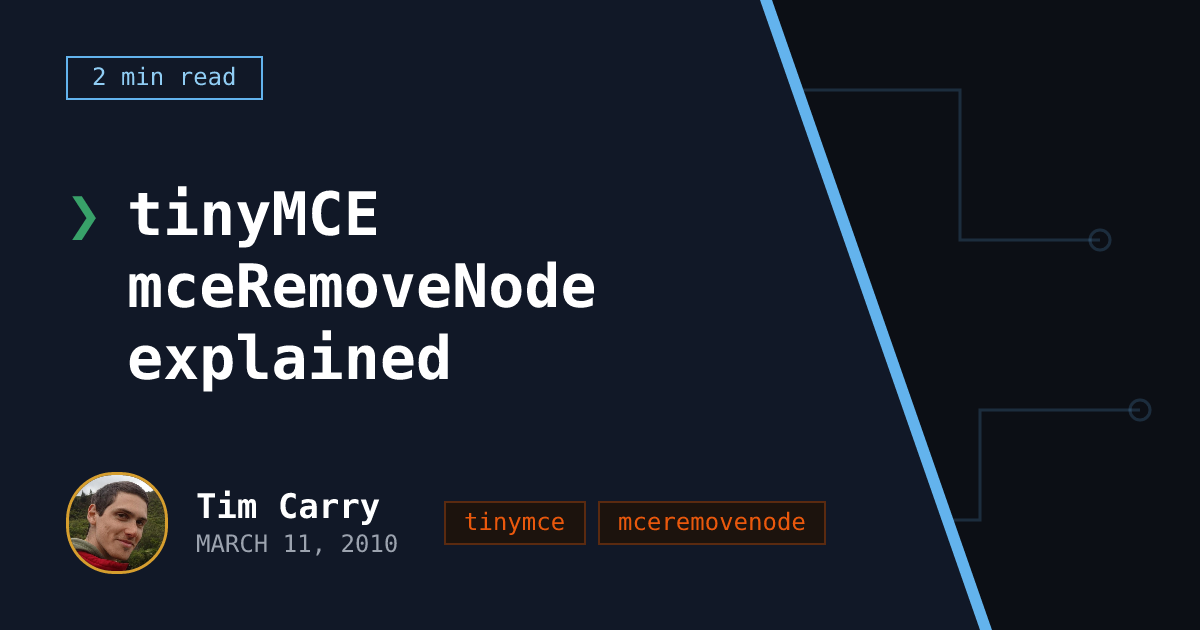 2 min read
❯ tinyMCE
mceRemoveNode
explained
Tim Carry
MARCH 11, 2010
tinymce
mceremovenode